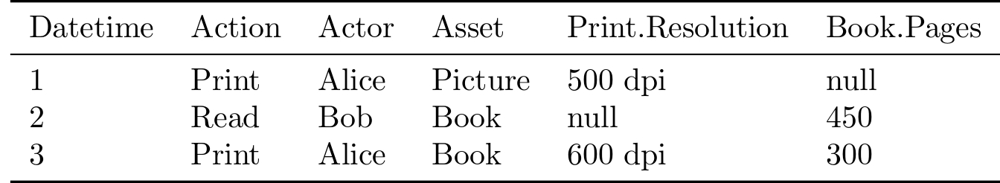 Datetime Action Actor Asset Print.Resolution Book.Pages
1 Print Alice Picture 500 dpi null
2 Read Bob Book null 450
3 Print Alice Book 600 dpi 300